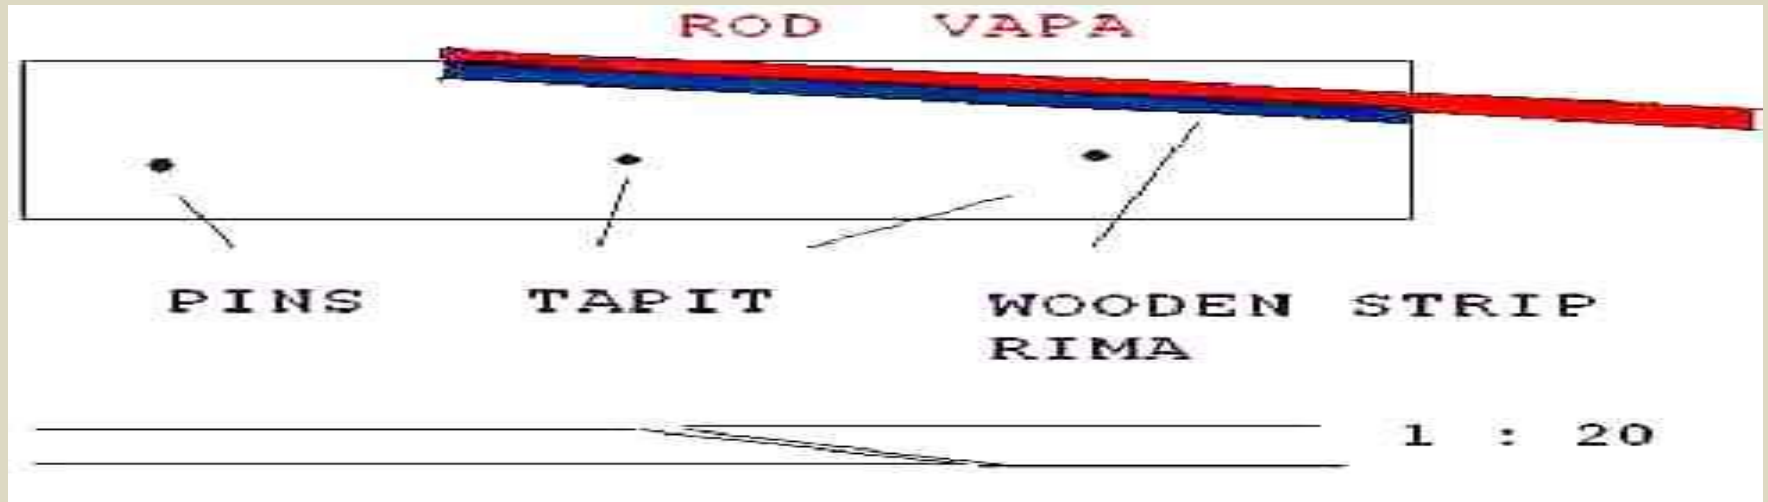 ROD VAPA
PINS TAPIT WOODEN STRIP
RIMA
1 : 20